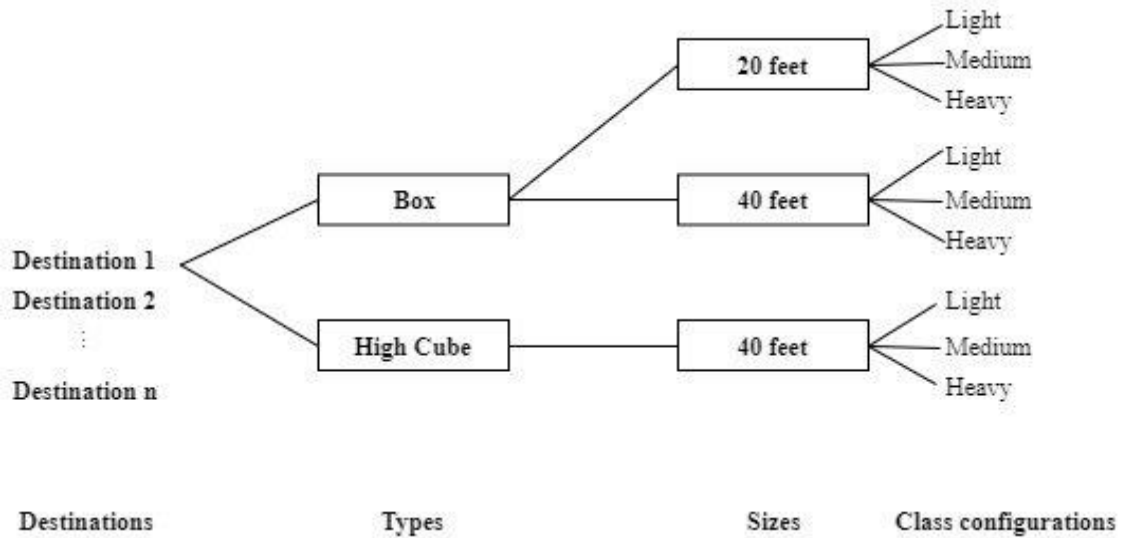 Light
20 feet
Medium
Heavy
Light
Box
40 feet
Medium
Heavy
Destination 1
Destination 2
⋮
Light
High Cube
40 feet
Medium
Destination n
Heavy
Destinations
Types
Sizes
Class configurations